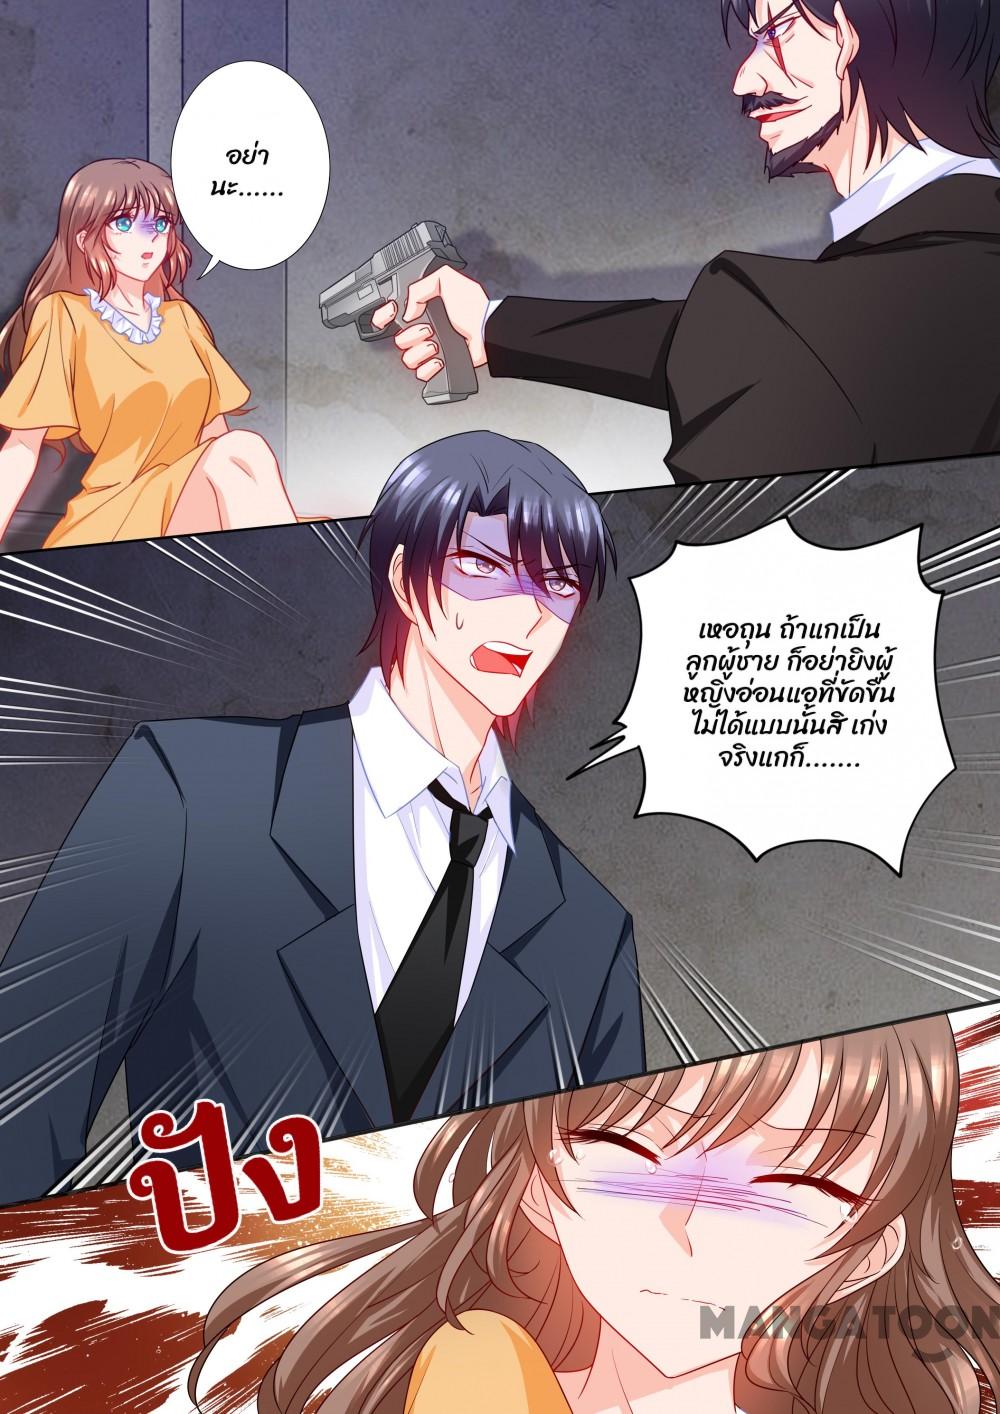 อย่า
นะ......
เหอถุน ถ้าแกเป็น
ลูกผู้ชาย ก็อย่ายิงผู้
หญิงอ่อนแอที่ขัดขืน
ไม่ได้แบบนั้นสิ เก่ง
จริงแกก็.......
ปัง
MANGATOON